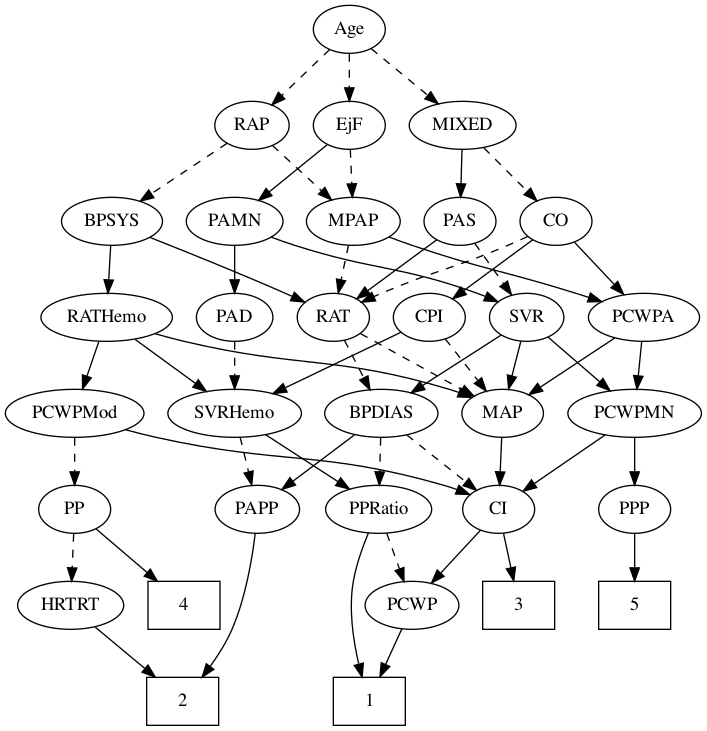 Age
RAP
EjF
MIXED
BPSYS
PAMN
MPAP
PAS
CO
RATHemo
PAD
RAT
CPI
SVR
PCWPA
PCWPMod
SVRHemo
BPDIAS
MAP
PCWPMN
PP
PAPP
PPRatio
CI
PPP
HRTRT
4
PCWP
3
5
2
1